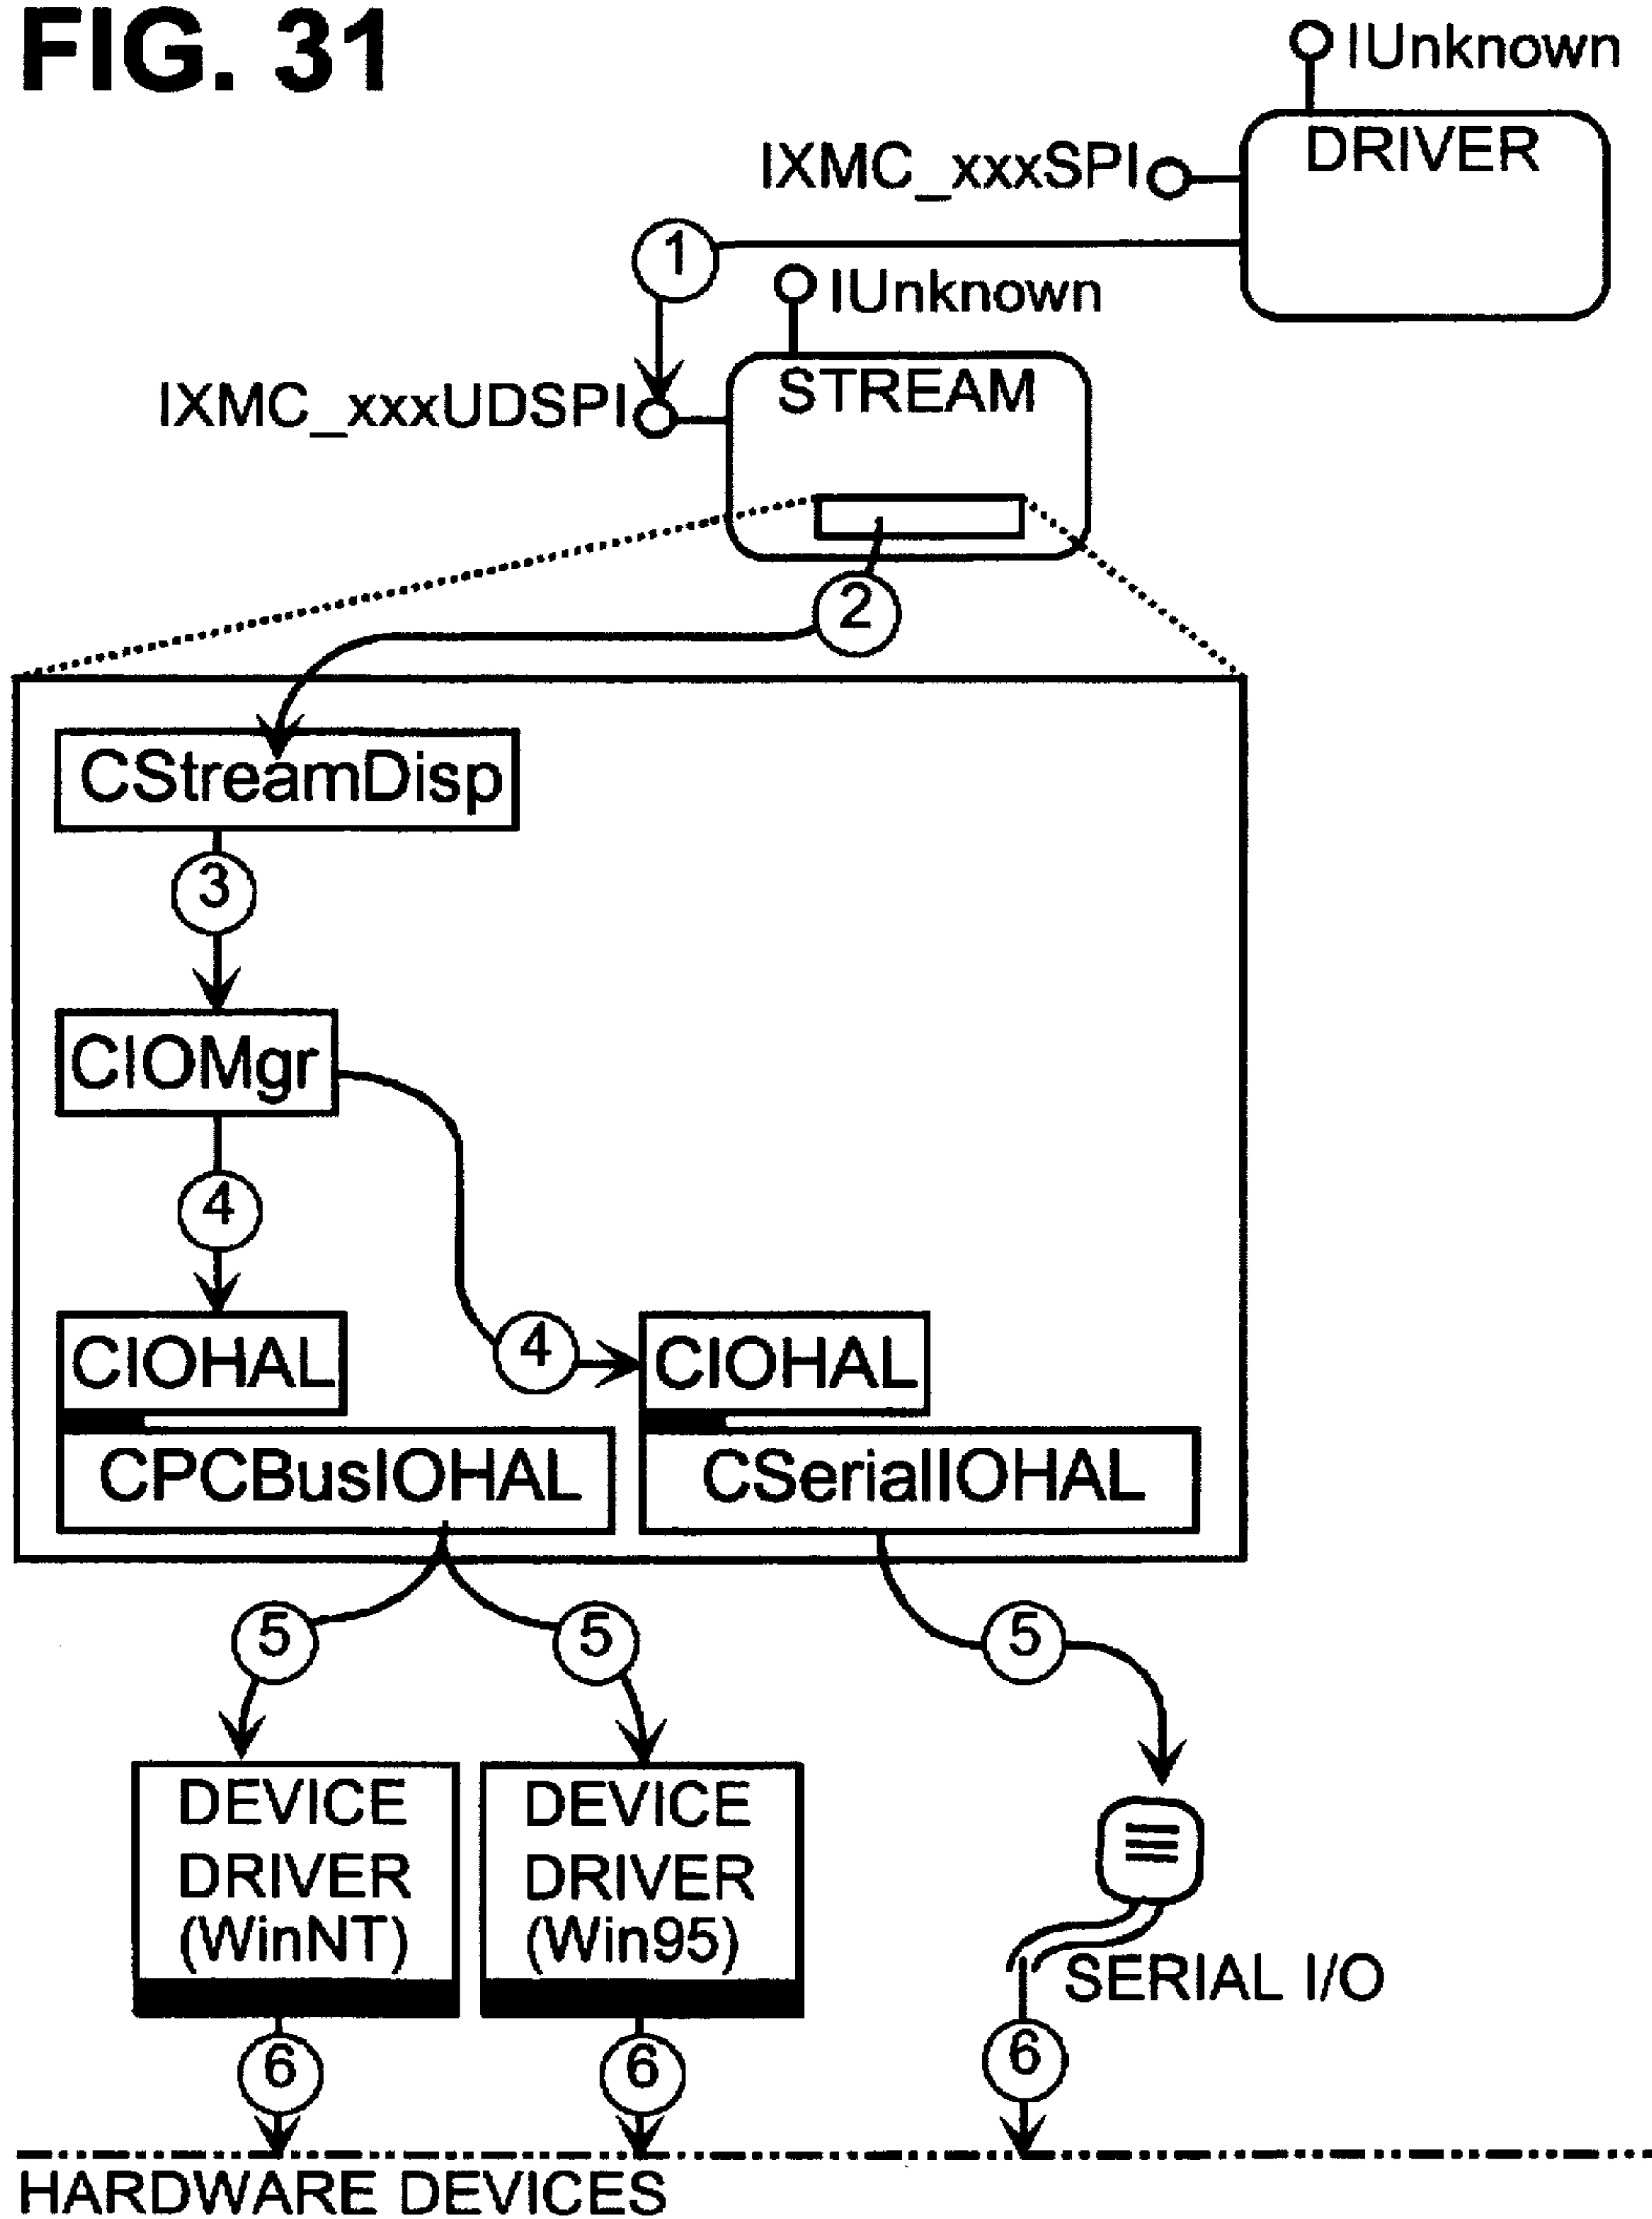 FIG. 31
IUnknown
DRIVER
IXMC_xxxSPI
1
IUnknown
STREAM
IXMC_xxxUDSPI
2
CStreamDisp
3
CIOMgr
4
CIOHAL
4
CIOHAL
CPCBusIOHAL
CSerialIOHAL
5
5
5
DEVICE
DRIVER
(WinNT)
DEVICE
DRIVER
(Win95)
SERIAL I/O
6
6
6
HARDWARE DEVICES